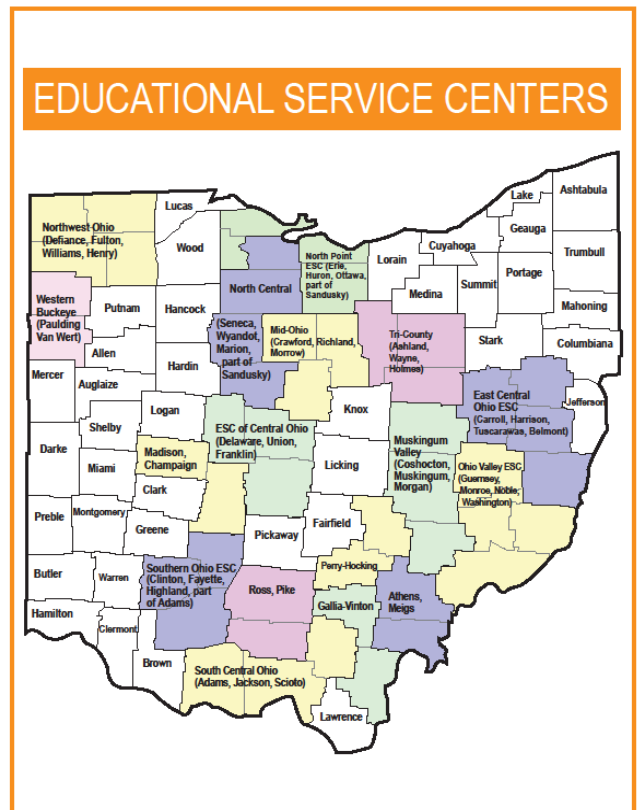 EDUCATIONAL SERVICE CENTERS
Ashtabula
Lake
Lucas
Geauga
Northwest Ohio
(Defiance, Fulton,
Williams, Henry)
Wood
Cuyahoga
Trumbull
North Point
ESC (Erie,
Huron, Ottawa,
part of
Sandusky)
Lorain
Portage
Summit
Medina
North Central
Western
Buckeye
(Paulding
Van Wert)
Putnam
Hancock
Mahoning
(Seneca,
Wyandot,
Marion,
part of
Sandusky)
Mid-Ohio
(Crawford, Richland,
Morrow)
Tri-County
(Ashland,
Wayne,
Holmes)
Stark
Columbiana
Allen
Hardin
Mercer
Auglaize
East Central
Ohio ESC
(Carroll, Harrison,
Tuscarawas, Belmont)
Jefferson
Logan
Knox
Shelby
ESC of Central Ohio
(Delaware, Union,
Franklin)
Muskingum
Valley
(Coshocton,
Muskingum,
Morgan)
Darke
Madison,
Champaign
Miami
Licking
Ohio Valley ESC
(Guernsey,
Monroe, Noble,
Washington)
Clark
Preble
Montgomery
Greene
Pickaway
Fairfield
Perry-Hocking
Southern Ohio ESC
(Clinton, Fayette,
Highland, part
of Adams)
Butler
Warren
Ross, Pike
Athens,
Meigs
Gallia-Vinton
Hamilton
Clermont
Brown
South Central Ohio
(Adams, Jackson, Scioto)
Lawrence